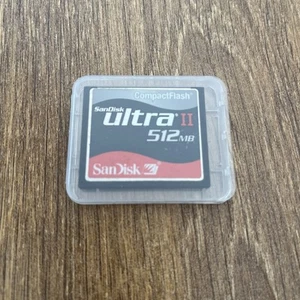 CompactFlash
SanDisk
ultra II
512MB
SanDisk